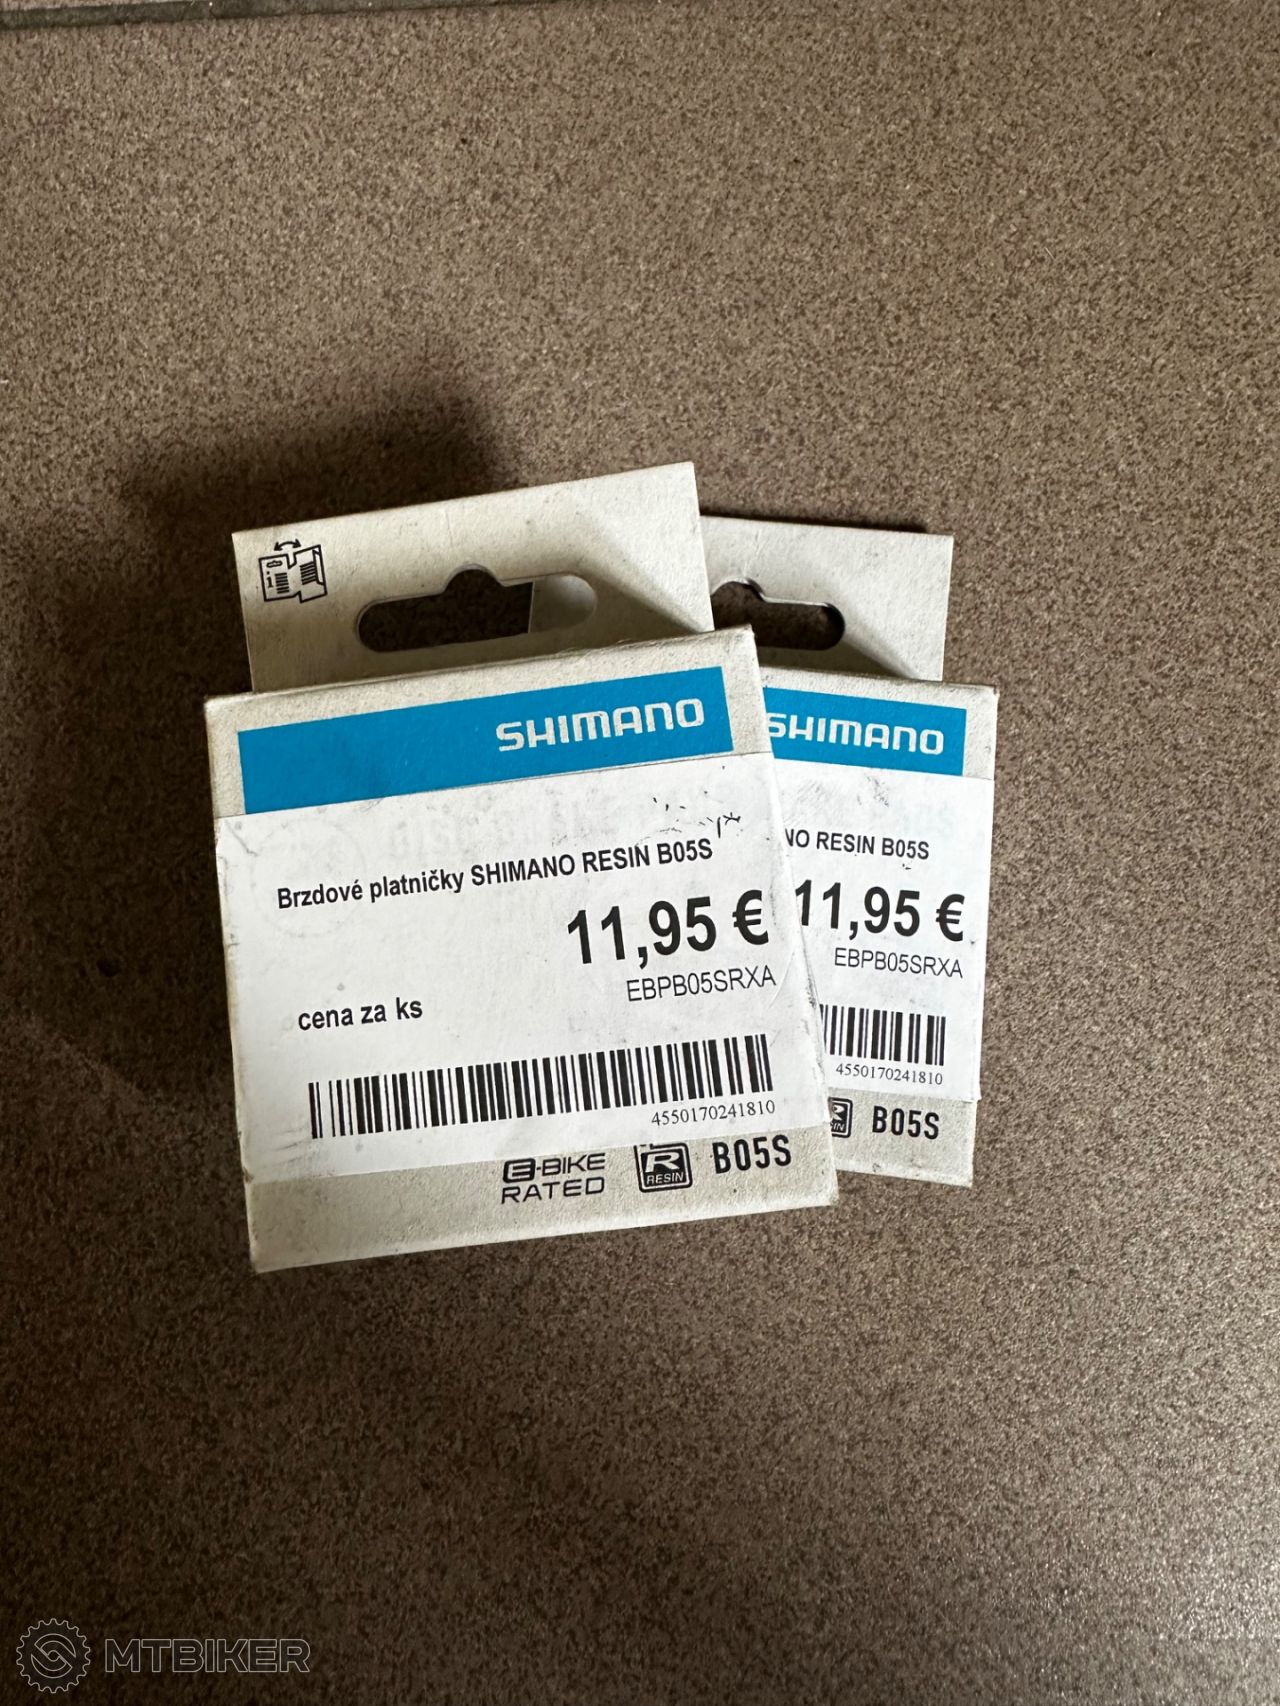 SHIMANO
Brzdové platničky SHIMANO RESIN B05S
11,95 €
EBPB05SRXA
cena za ks
4550170241810
E-BIKE
RATED
R
RESIN
B05S
SHIMANO
RESIN B05S
11,95 €
EBPB05SRXA
4550170241810
B05S
MTBIKER